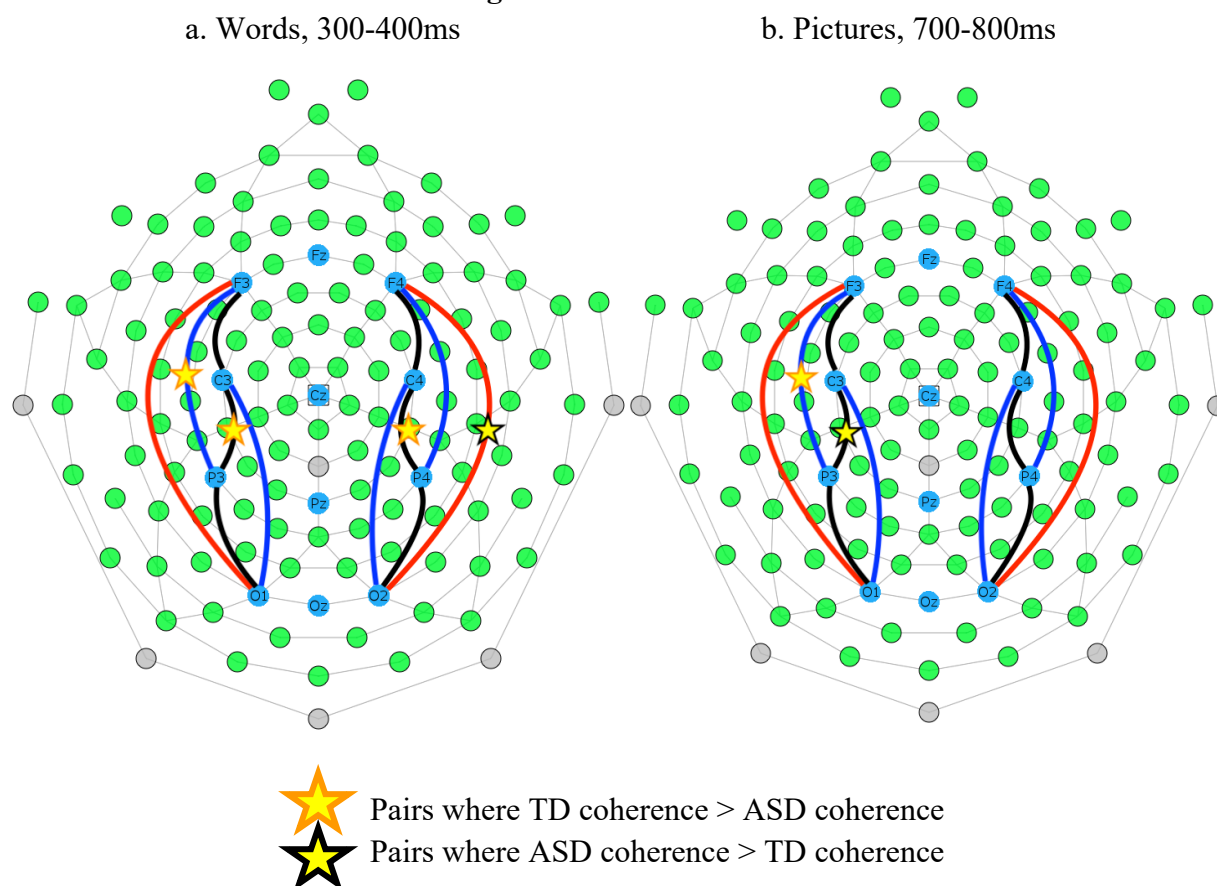 a. Words, 300-400ms
b. Pictures, 700-800ms
Fz
F3
F4
C3
C4
Cz
P3
P4
Pz
O1
O2
Oz
Fz
F3
F4
C3
C4
Cz
P3
P4
Pz
O1
O2
Oz
Pairs where TD coherence > ASD coherence
Pairs where ASD coherence > TD coherence